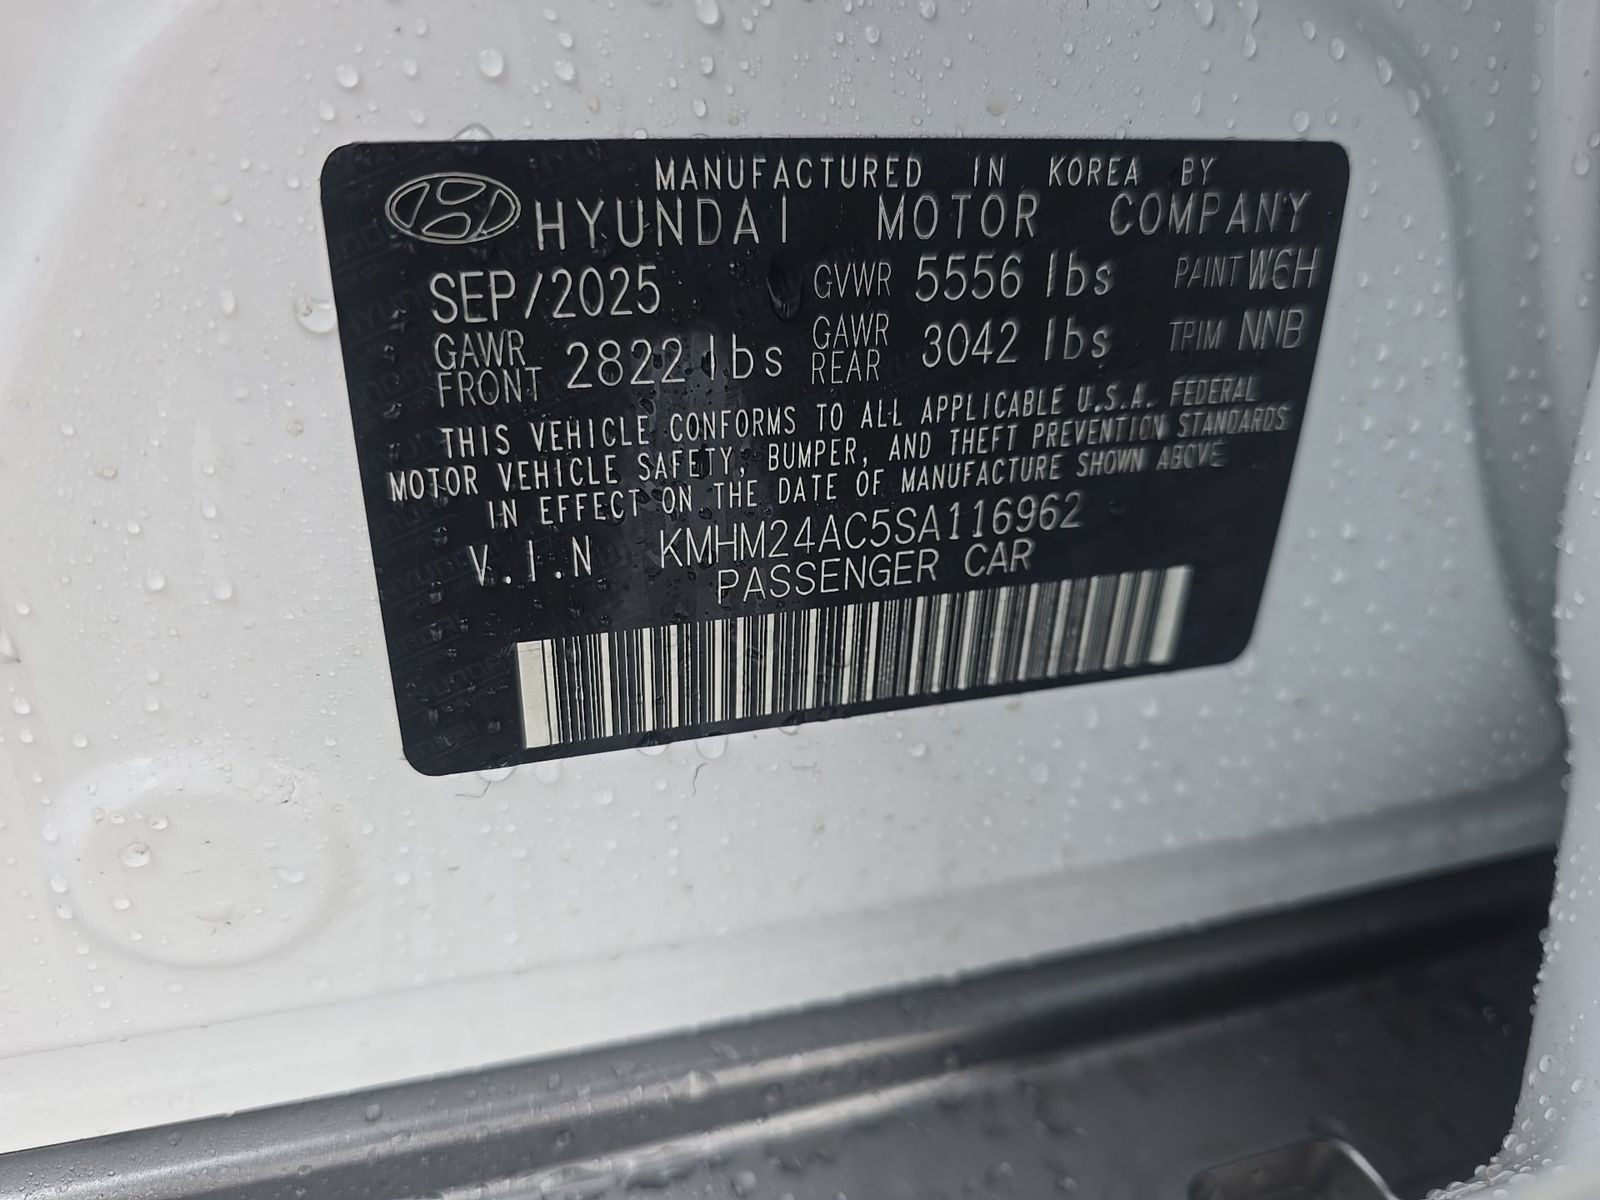 MANUFACTURED IN KOREA BY
HYUNDAI MOTOR COMPANY
SEP/2025 GVWR 5556 lbs PAINT W6H
GAWR FRONT 2822 lbs GAWR REAR 3042 lbs TRIM NNB
THIS VEHICLE CONFORMS TO ALL APPLICABLE U.S.A. FEDERAL
MOTOR VEHICLE SAFETY, BUMPER, AND THEFT PREVENTION STANDARDS
IN EFFECT ON THE DATE OF MANUFACTURE SHOWN ABOVE
V.I.N KMHM24AC5SA116962
PASSENGER CAR